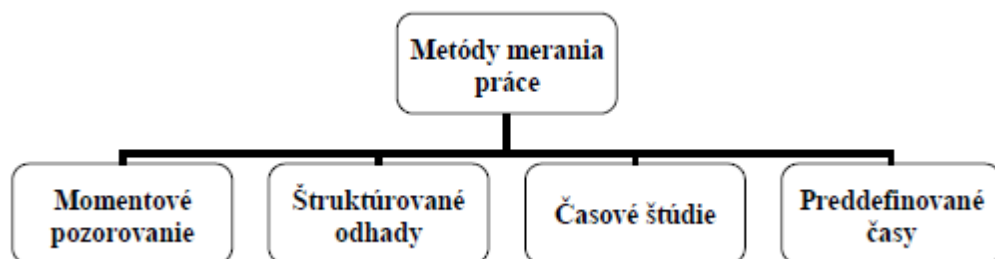 Metódy merania
práce
Momentové
pozorovanie
Štruktúrované
odhady
Časové štúdie
Preddefinované
časy